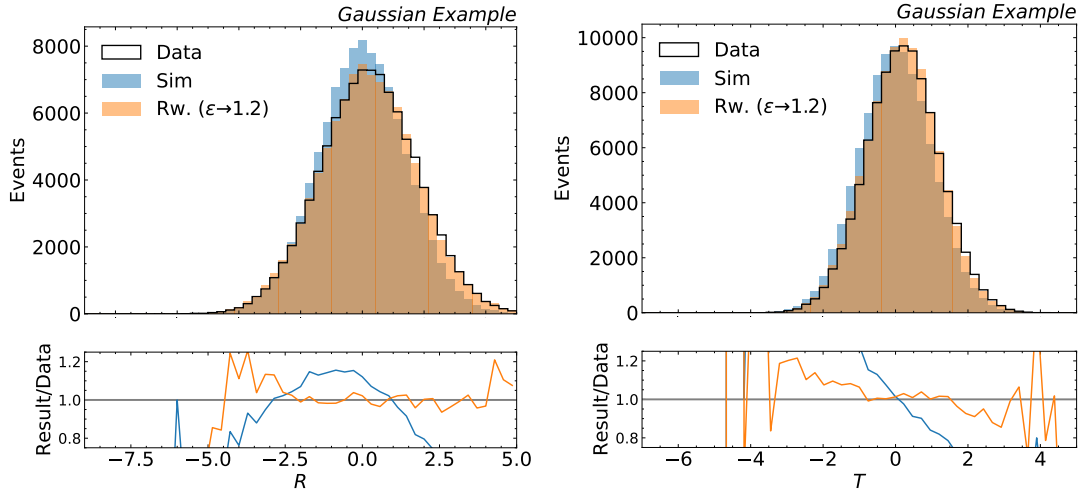 Gaussian Example
8000
6000
4000
2000
0
Events
Data
Sim
Rw. (ε→1.2)
1.2
1.0
0.8
Result/Data
−7.5
−5.0
−2.5
0.0
2.5
5.0
R
Gaussian Example
10000
8000
6000
4000
2000
0
Events
Data
Sim
Rw. (ε→1.2)
1.2
1.0
0.8
Result/Data
−6
−4
−2
0
2
4
T